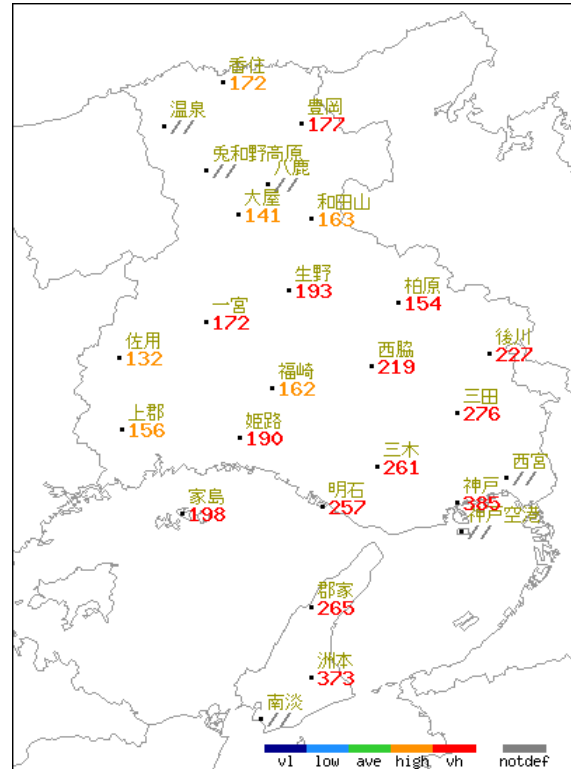 香住
172
温泉
//
豊岡
177
兎和野高原
//
八鹿
//
大屋
141
和田山
163
生野
193
柏原
154
一宮
172
佐用
132
西脇
219
後川
227
福崎
162
三田
276
上郡
156
姫路
190
三木
261
西宮
//
家島
198
明石
257
神戸
385
神戸空港
//
郡家
265
洲本
373
南淡
//
vl low ave high vh notdef